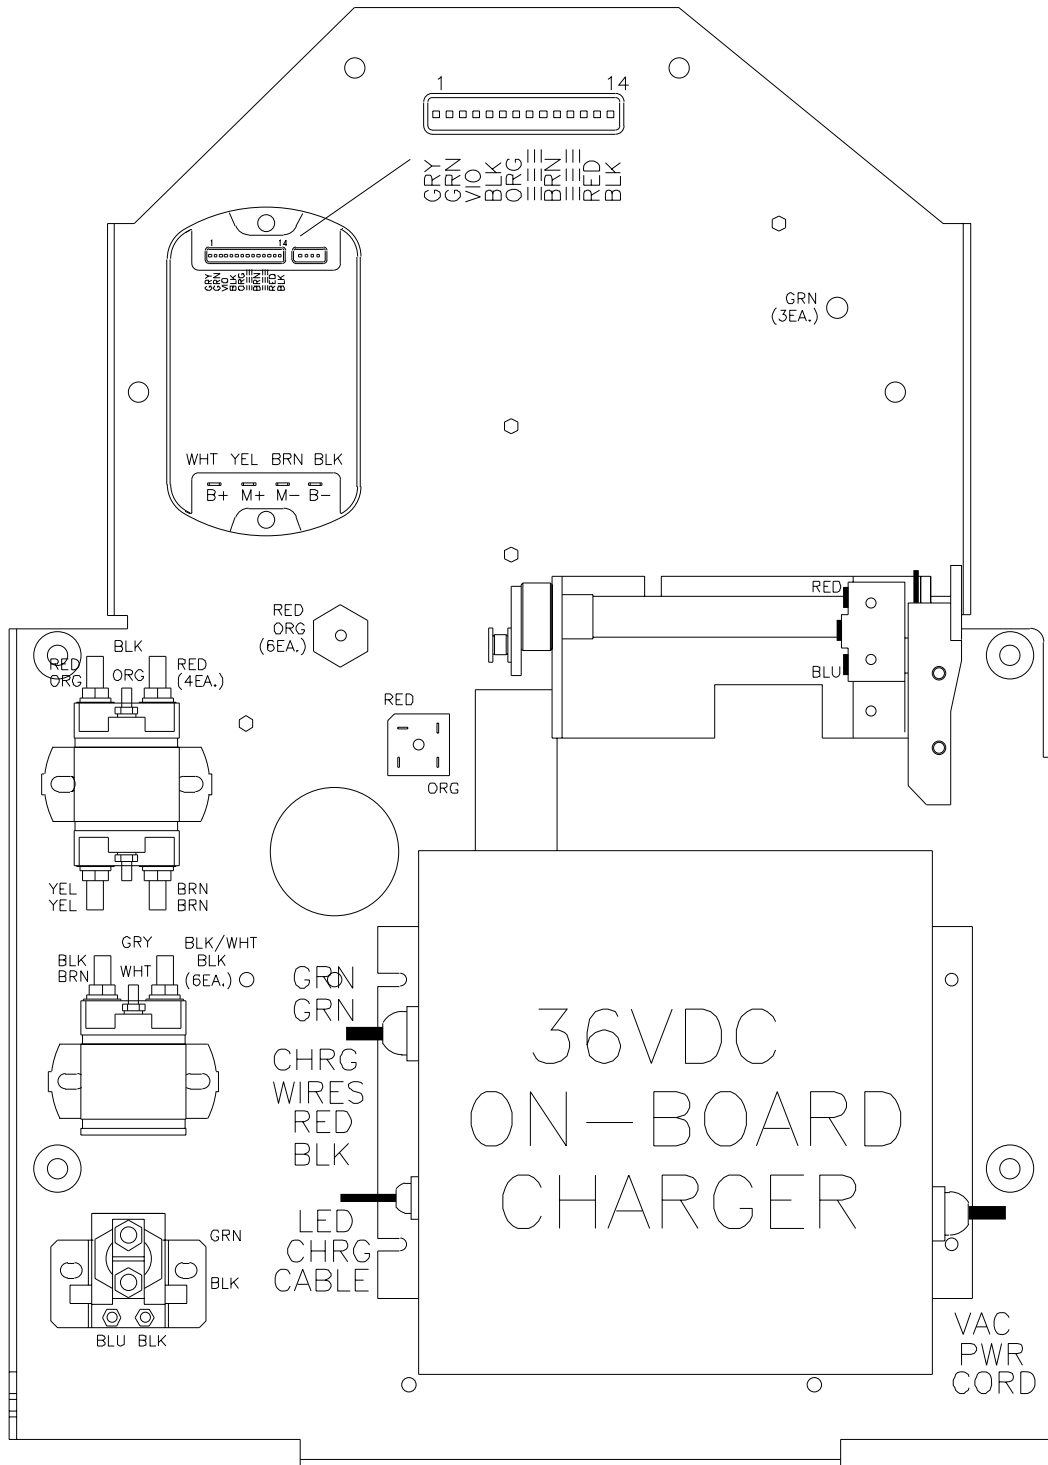 1 14
GRY
GRN
VIO
BLK
ORG
BRN
RED
BLK
1 14
GRY
GRN
VIO
BLK
ORG
BRN
RED
BLK
GRN
(3EA.)
WHT YEL BRN BLK
B+ M+ M- B-
RED
ORG
(6EA.)
RED
BLU
BLK
RED
ORG
ORG
RED
(4EA.)
RED
ORG
YEL
YEL
BRN
BRN
GRY
BLK
BRN
WHT
BLK/WHT
BLK
(6EA.)
GRN
GRN
CHRG
WIRES
RED
BLK
36VDC
ON-BOARD
CHARGER
LED
CHRG
CABLE
GRN
BLK
BLU BLK
VAC
PWR
CORD